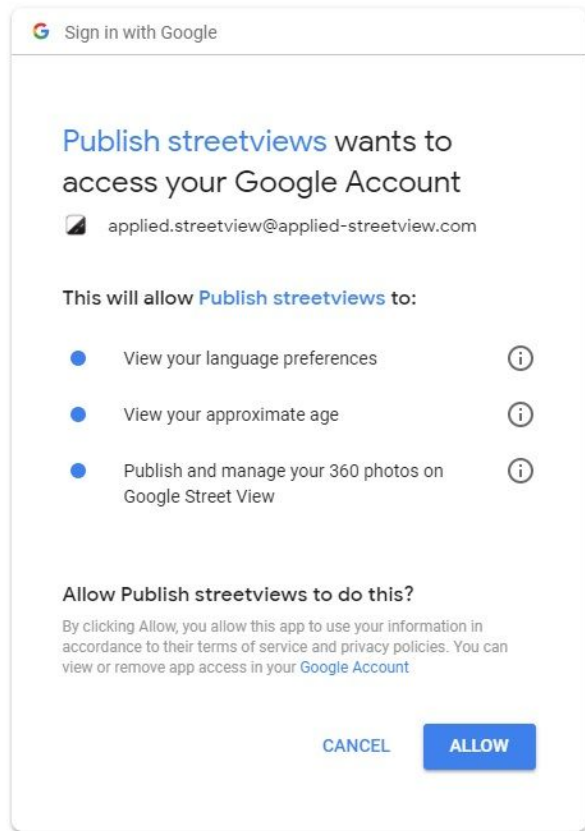 Sign in with Google
Publish streetviews wants to
access your Google Account
applied.streetview@applied-streetview.com
This will allow Publish streetviews to:
View your language preferences
View your approximate age
Publish and manage your 360 photos on
Google Street View
Allow Publish streetviews to do this?
By clicking Allow, you allow this app to use your information in
accordance to their terms of service and privacy policies. You can
view or remove app access in your Google Account
CANCEL ALLOW